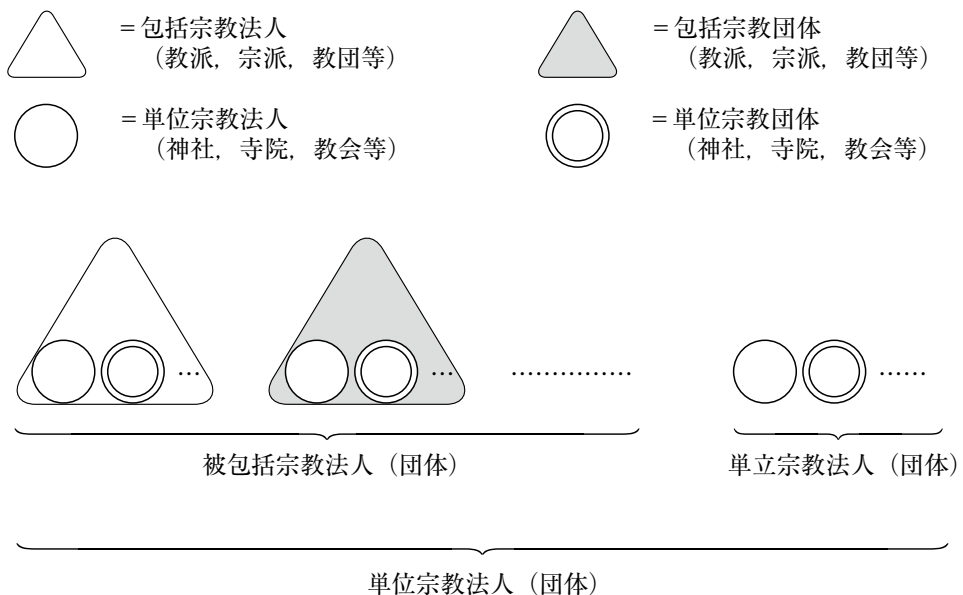 ＝包括宗教法人
（教派，宗派，教団等）
＝包括宗教団体
（教派，宗派，教団等）
＝単位宗教法人
（神社，寺院，教会等）
＝単位宗教団体
（神社，寺院，教会等）
…
…
……………
……
被包括宗教法人（団体）
単立宗教法人（団体）
単位宗教法人（団体）